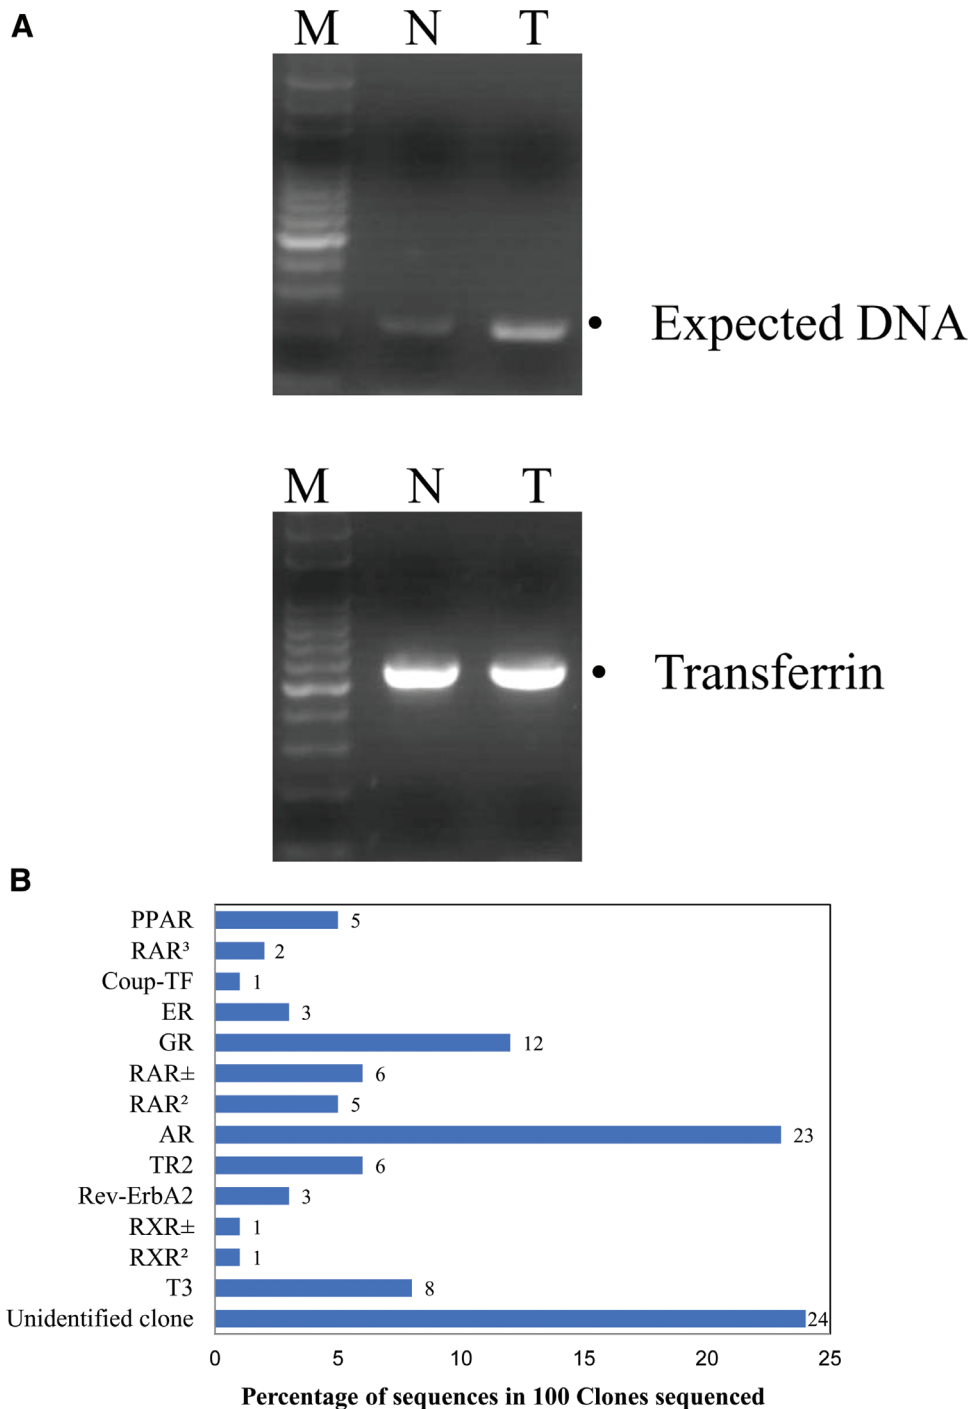 A
M N T
Expected DNA
M N T
Transferrin
B
PPAR 5
RAR³ 2
Coup-TF 1
ER 3
GR 12
RAR± 6
RAR² 5
AR 23
TR2 6
Rev-ErbA2 3
RXR± 1
RXR² 1
T3 8
Unidentified clone 24
0 5 10 15 20 25
Percentage of sequences in 100 Clones sequenced